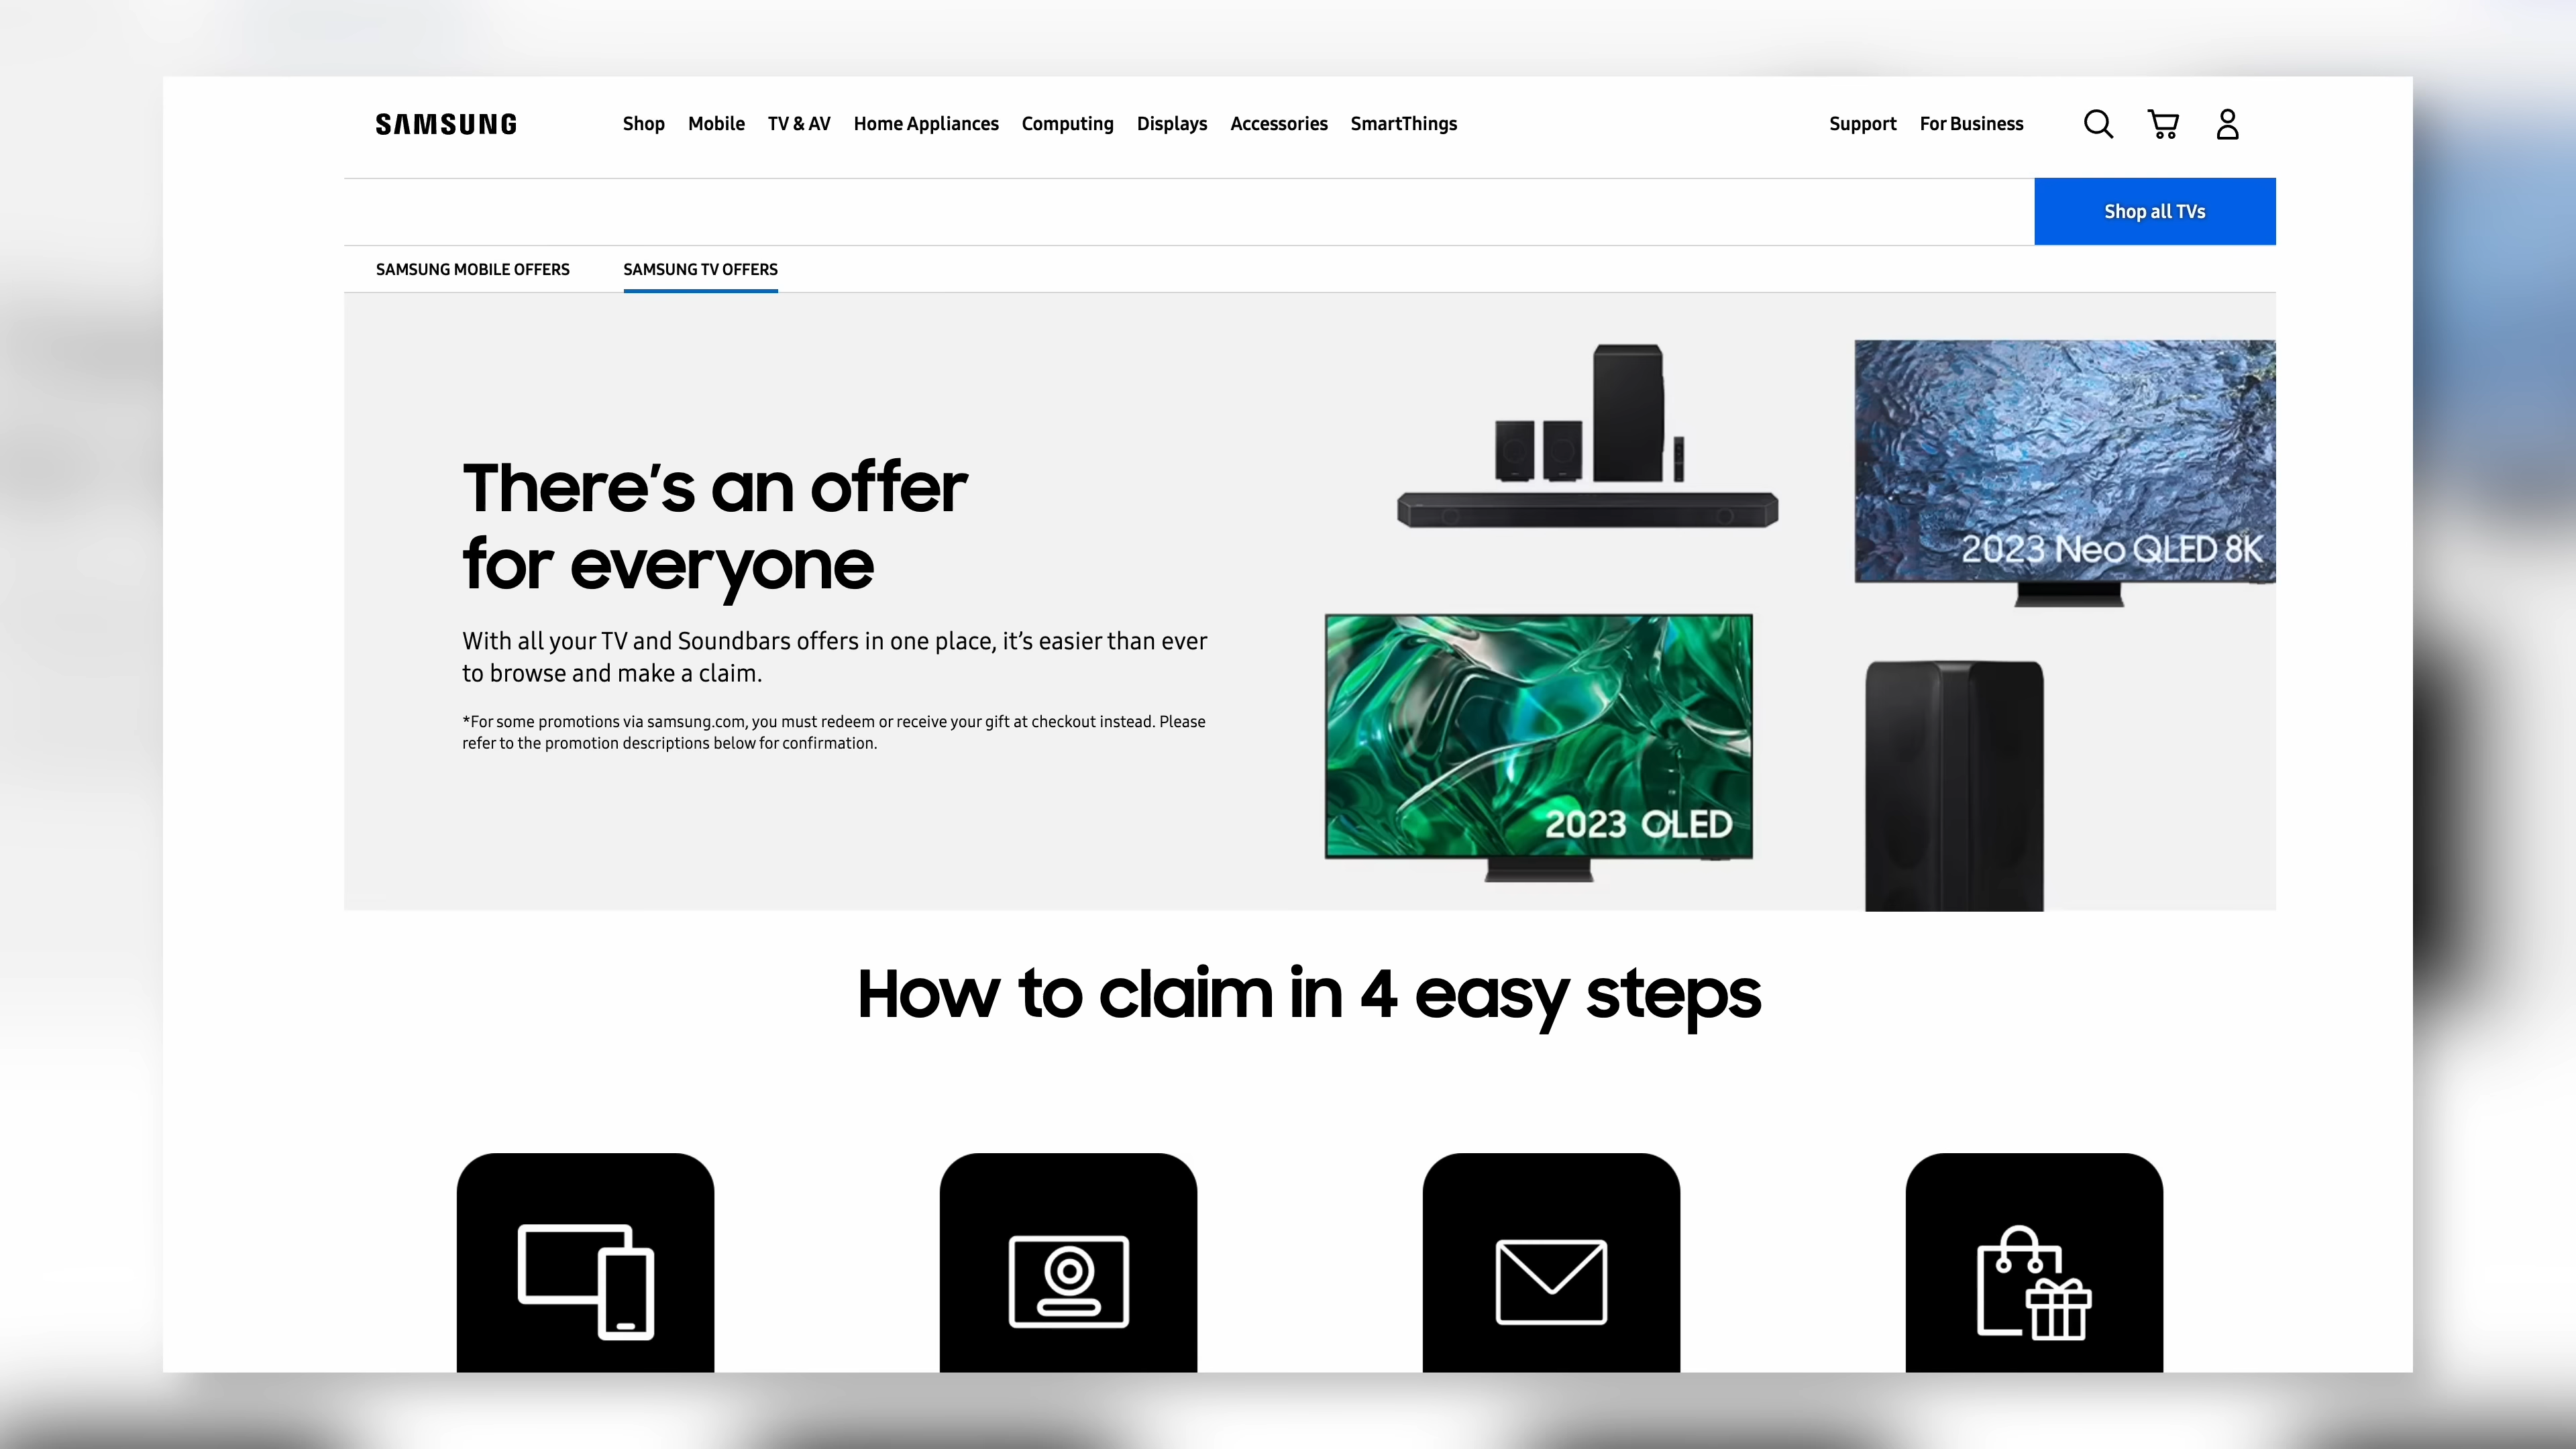 SAMSUNG
Shop Mobile TV & AV Home Appliances Computing Displays Accessories SmartThings
Support For Business
Shop all TVs
SAMSUNG MOBILE OFFERS SAMSUNG TV OFFERS
There's an offer
for everyone
With all your TV and Soundbars offers in one place, it's easier than ever
to browse and make a claim.
*For some promotions via samsung.com, you must redeem or receive your gift at checkout instead. Please
refer to the promotion descriptions below for confirmation.
2023 Neo QLED 8K
2023 OLED
How to claim in 4 easy steps